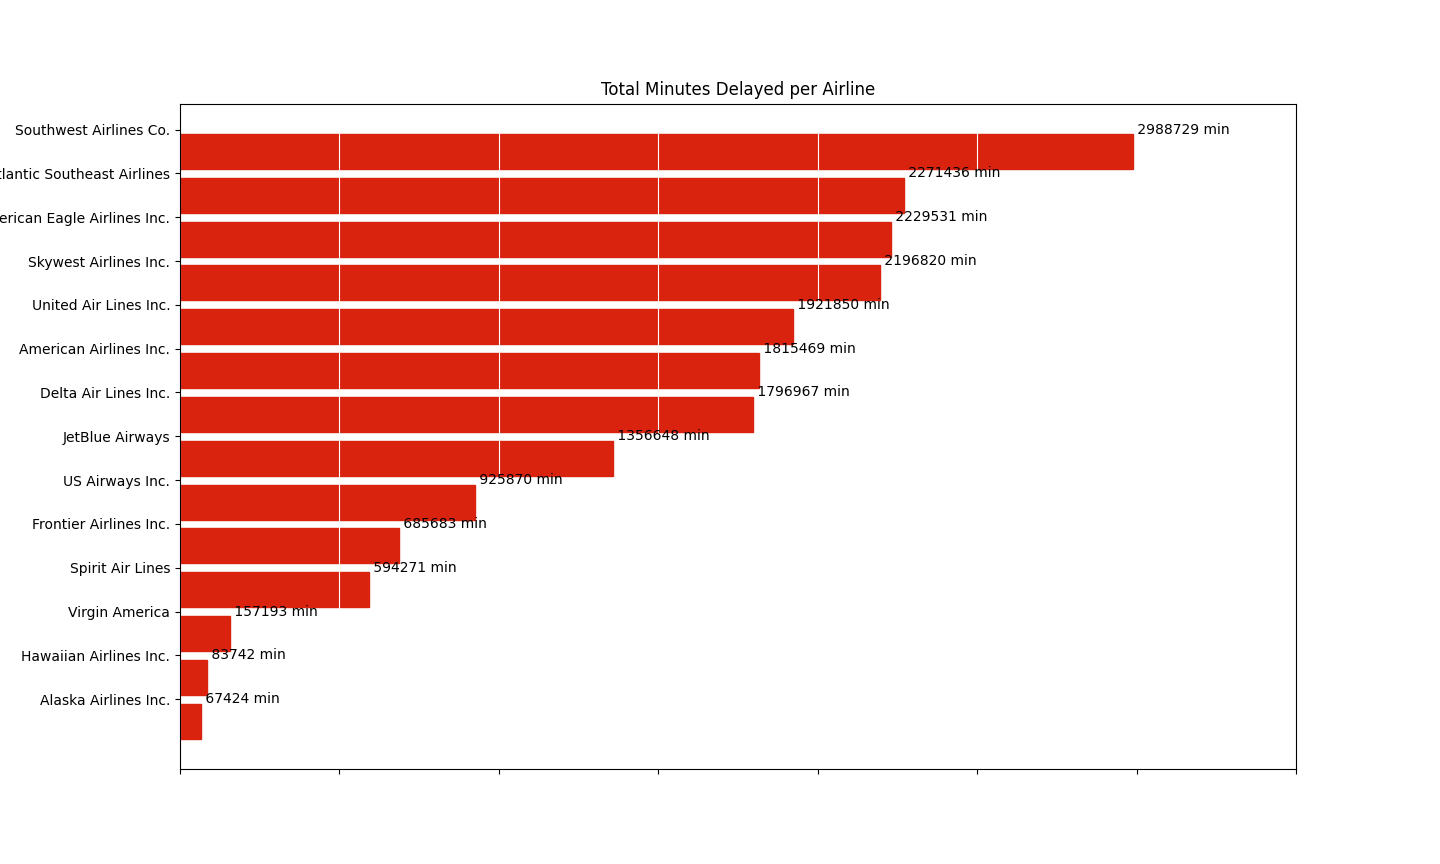 Total Minutes Delayed per Airline
Southwest Airlines Co. 2988729 min
tlantic Southeast Airlines 2271436 min
erican Eagle Airlines Inc. 2229531 min
Skywest Airlines Inc. 2196820 min
United Air Lines Inc. 1921850 min
American Airlines Inc. 1815469 min
Delta Air Lines Inc. 1796967 min
JetBlue Airways 1356648 min
US Airways Inc. 925870 min
Frontier Airlines Inc. 685683 min
Spirit Air Lines 594271 min
Virgin America 157193 min
Hawaiian Airlines Inc. 83742 min
Alaska Airlines Inc. 67424 min